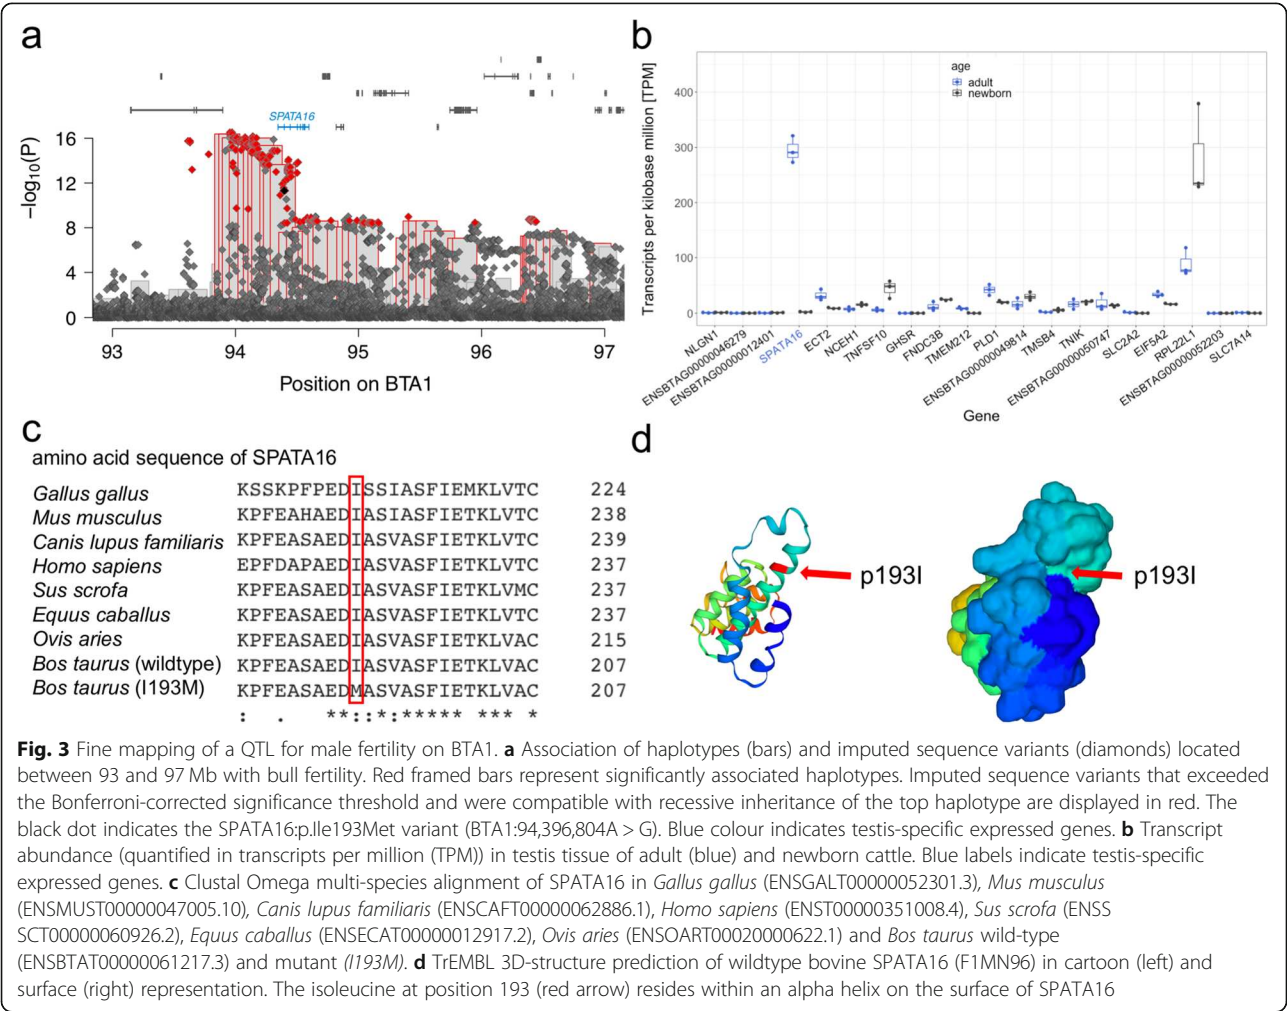 a
SPATA16
16
12
8
4
0
−log10(P)
93 94 95 96 97
Position on BTA1
b
age
adult
newborn
400
300
200
100
0
Transcripts per kilobase million [TPM]
NLGN1
ENSBTAG00000046279
ENSBTAG00000012401
SPATA16
ECT2
NCEH1
TNFSF10
GHSR
FNDC3B
TMEM212
PLD1
ENSBTAG00000049814
TMSB4
TNIK
ENSBTAG00000050747
SLC2A2
EIF5A2
RPL22L1
ENSBTAG00000052203
SLC7A14
Gene
c
amino acid sequence of SPATA16
Gallus gallus KSSKPFPEDISSIASFIEMKLVTC 224
Mus musculus KPFEAHAEDIASIASFIETKLVTC 238
Canis lupus familiaris KPFEASAEDIASVASFIETKLVTC 239
Homo sapiens EPFDAPAEDIASVASFIETKLVTC 237
Sus scrofa KPFEASAEDIASVASFIETKLVMC 237
Equus caballus KPFEASAEDIASVASFIETKLVTC 237
Ovis aries KPFEASAEDIASVASFIETKLVAC 215
Bos taurus (wildtype) KPFEASAEDIASVASFIETKLVAC 207
Bos taurus (I193M) KPFEASAEDMASVASFIETKLVAC 207
: . **::*:***** *** *
d
p193I
p193I
Fig. 3 Fine mapping of a QTL for male fertility on BTA1. a Association of haplotypes (bars) and imputed sequence variants (diamonds) located
between 93 and 97 Mb with bull fertility. Red framed bars represent significantly associated haplotypes. Imputed sequence variants that exceeded
the Bonferroni-corrected significance threshold and were compatible with recessive inheritance of the top haplotype are displayed in red. The
black dot indicates the SPATA16:p.Ile193Met variant (BTA1:94,396,804A > G). Blue colour indicates testis-specific expressed genes. b Transcript
abundance (quantified in transcripts per million (TPM)) in testis tissue of adult (blue) and newborn cattle. Blue labels indicate testis-specific
expressed genes. c Clustal Omega multi-species alignment of SPATA16 in Gallus gallus (ENSGALT00000052301.3), Mus musculus
(ENSMUST00000047005.10), Canis lupus familiaris (ENSCAFT00000062886.1), Homo sapiens (ENST00000351008.4), Sus scrofa (ENSS
SCT00000060926.2), Equus caballus (ENSECAT00000012917.2), Ovis aries (ENSOART00020000622.1) and Bos taurus wild-type
(ENSBTAT00000061217.3) and mutant (I193M). d TrEMBL 3D-structure prediction of wildtype bovine SPATA16 (F1MN96) in cartoon (left) and
surface (right) representation. The isoleucine at position 193 (red arrow) resides within an alpha helix on the surface of SPATA16